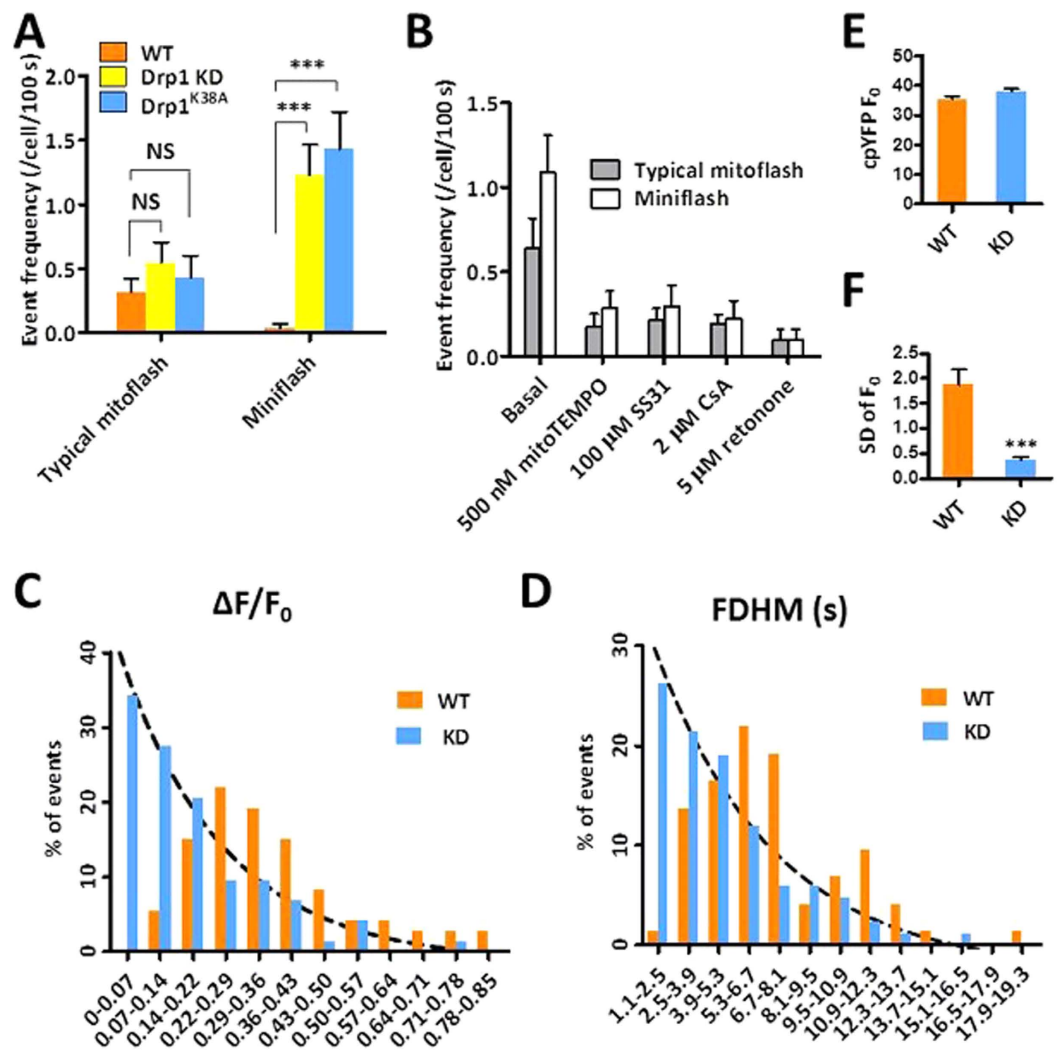 A
WT
Drp1 KD
Drp1K38A
Event frequency (/cell/100 s)
2.0
1.5
1.0
0.5
0.0
***
***
NS
NS
Typical mitoflash
Miniflash
B
Event frequency (/cell/100 s)
1.5
1.0
0.5
0.0
Typical mitoflash
Miniflash
Basal
500 nM mitoTEMPO
100 µM SS31
2 µM CsA
5 µM retonone
E
cpYFP F0
50
40
30
20
10
0
WT
KD
F
SD of F0
2.5
2.0
1.5
1.0
0.5
0.0
***
WT
KD
C
ΔF/F0
% of events
40
30
20
10
0
WT
KD
0-0.07
0.07-0.14
0.14-0.22
0.22-0.29
0.29-0.36
0.36-0.43
0.43-0.50
0.50-0.57
0.57-0.64
0.64-0.71
0.71-0.78
0.78-0.85
D
FDHM (s)
% of events
30
20
10
0
WT
KD
1.1-2.5
2.5-3.9
3.9-5.3
5.3-6.7
6.7-8.1
8.1-9.5
9.5-10.9
10.9-12.3
12.3-13.7
13.7-15.1
15.1-16.5
16.5-17.9
17.9-19.3